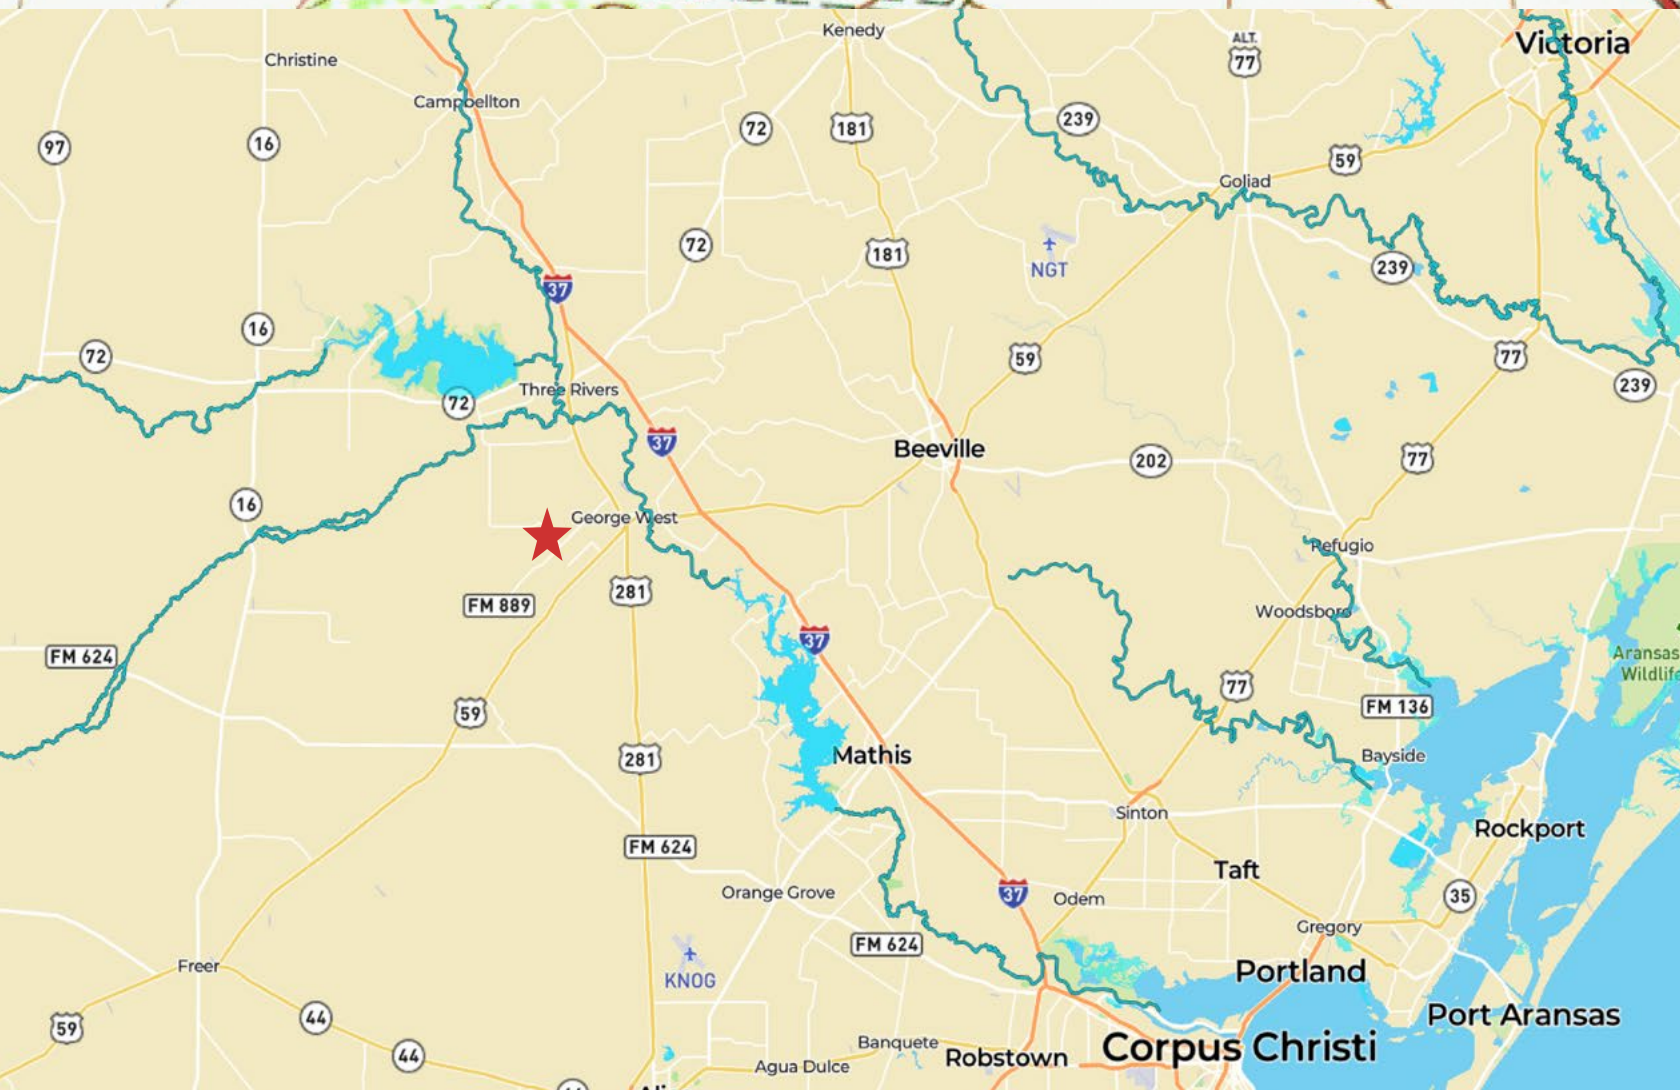 Kenedy
Victoria
ALT.
77
Christine
Campbellton
97
16
72
181
239
59
Goliad
72
181
NGT
239
37
16
72
59
77
239
Three Rivers
72
37
Beeville
202
77
16
George West
Refugio
281
FM 889
Woodsboro
37
FM 624
Aransas
Wildlife
77
59
FM 136
281
Mathis
Bayside
Sinton
Rockport
FM 624
Taft
Orange Grove
37
Odem
35
Gregory
FM 624
Freer
KNOG
Portland
Port Aransas
44
59
Banquete
Corpus Christi
44
Robstown
Agua Dulce